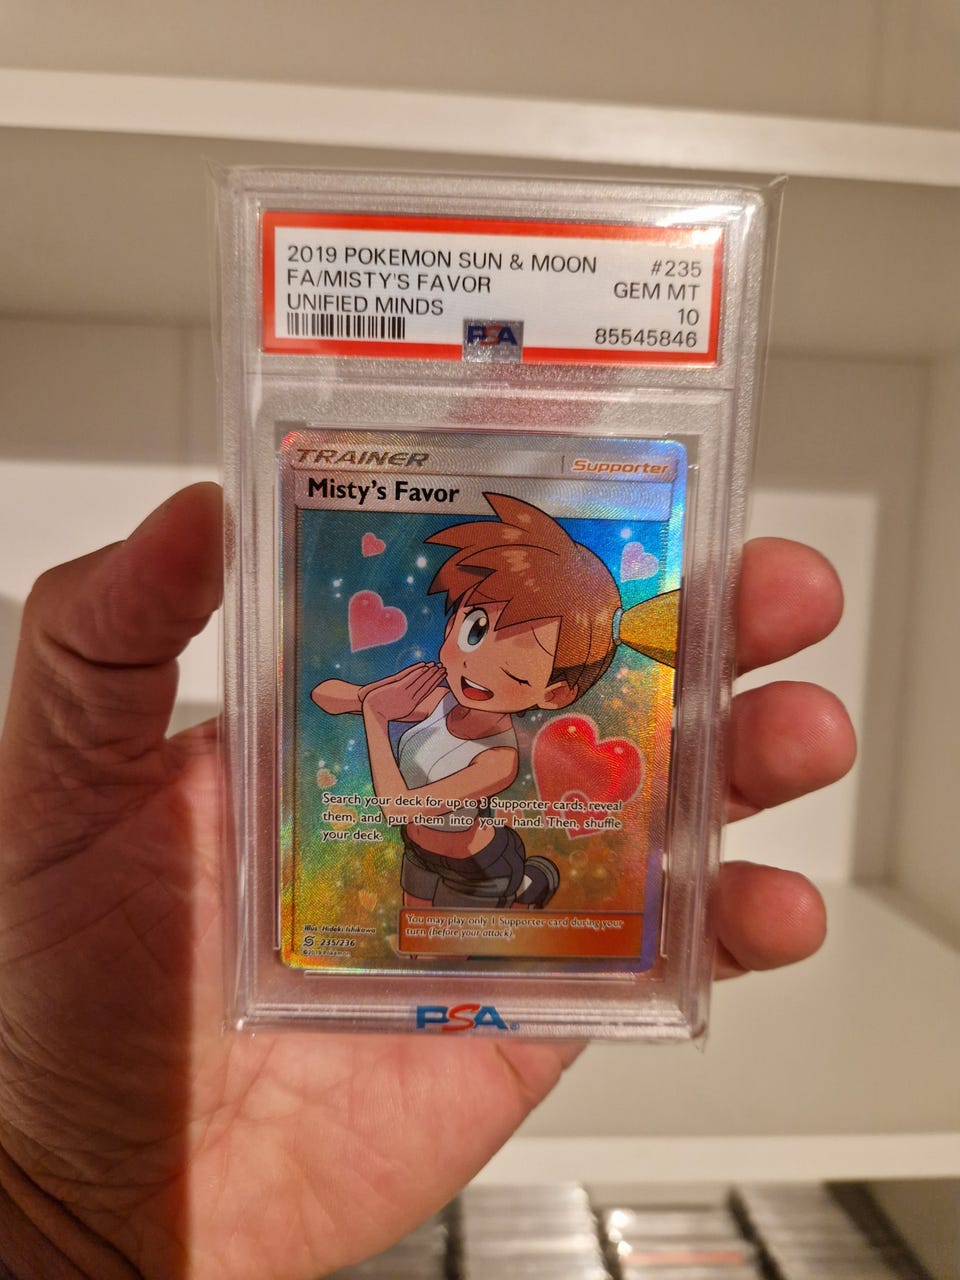 2019 POKEMON SUN & MOON #235
FA/MISTY'S FAVOR GEM MT
UNIFIED MINDS 10
PSA 85545846
TRAINER Supporter
Misty's Favor
Search your deck for up to 3 Supporter cards, reveal
them, and put them into your hand. Then, shuffle
your deck.
You may play only 1 Supporter card during your
turn (before your attack).
Illus. Hideki Ishikawa
235/236
©2019 Pokémon
PSA®